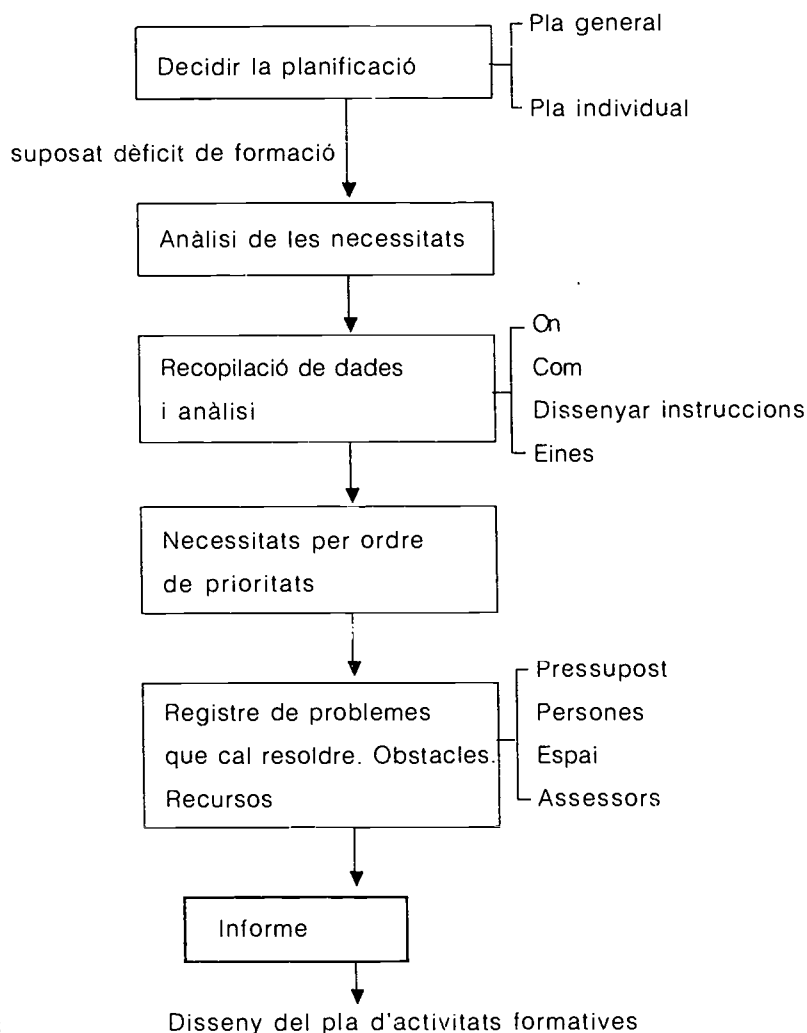 Pla general
Decidir la planificació
Pla individual
suposat dèficit de formació
Anàlisi de les necessitats
On
Recopilació de dades
Com
i anàlisi
Dissenyar instruccions
Eines
Necessitats per ordre
de prioritats
Pressupost
Registre de problemes
Persones
que cal resoldre. Obstacles.
Espai
Recursos
Assessors
Informe
Disseny del pla d'activitats formatives